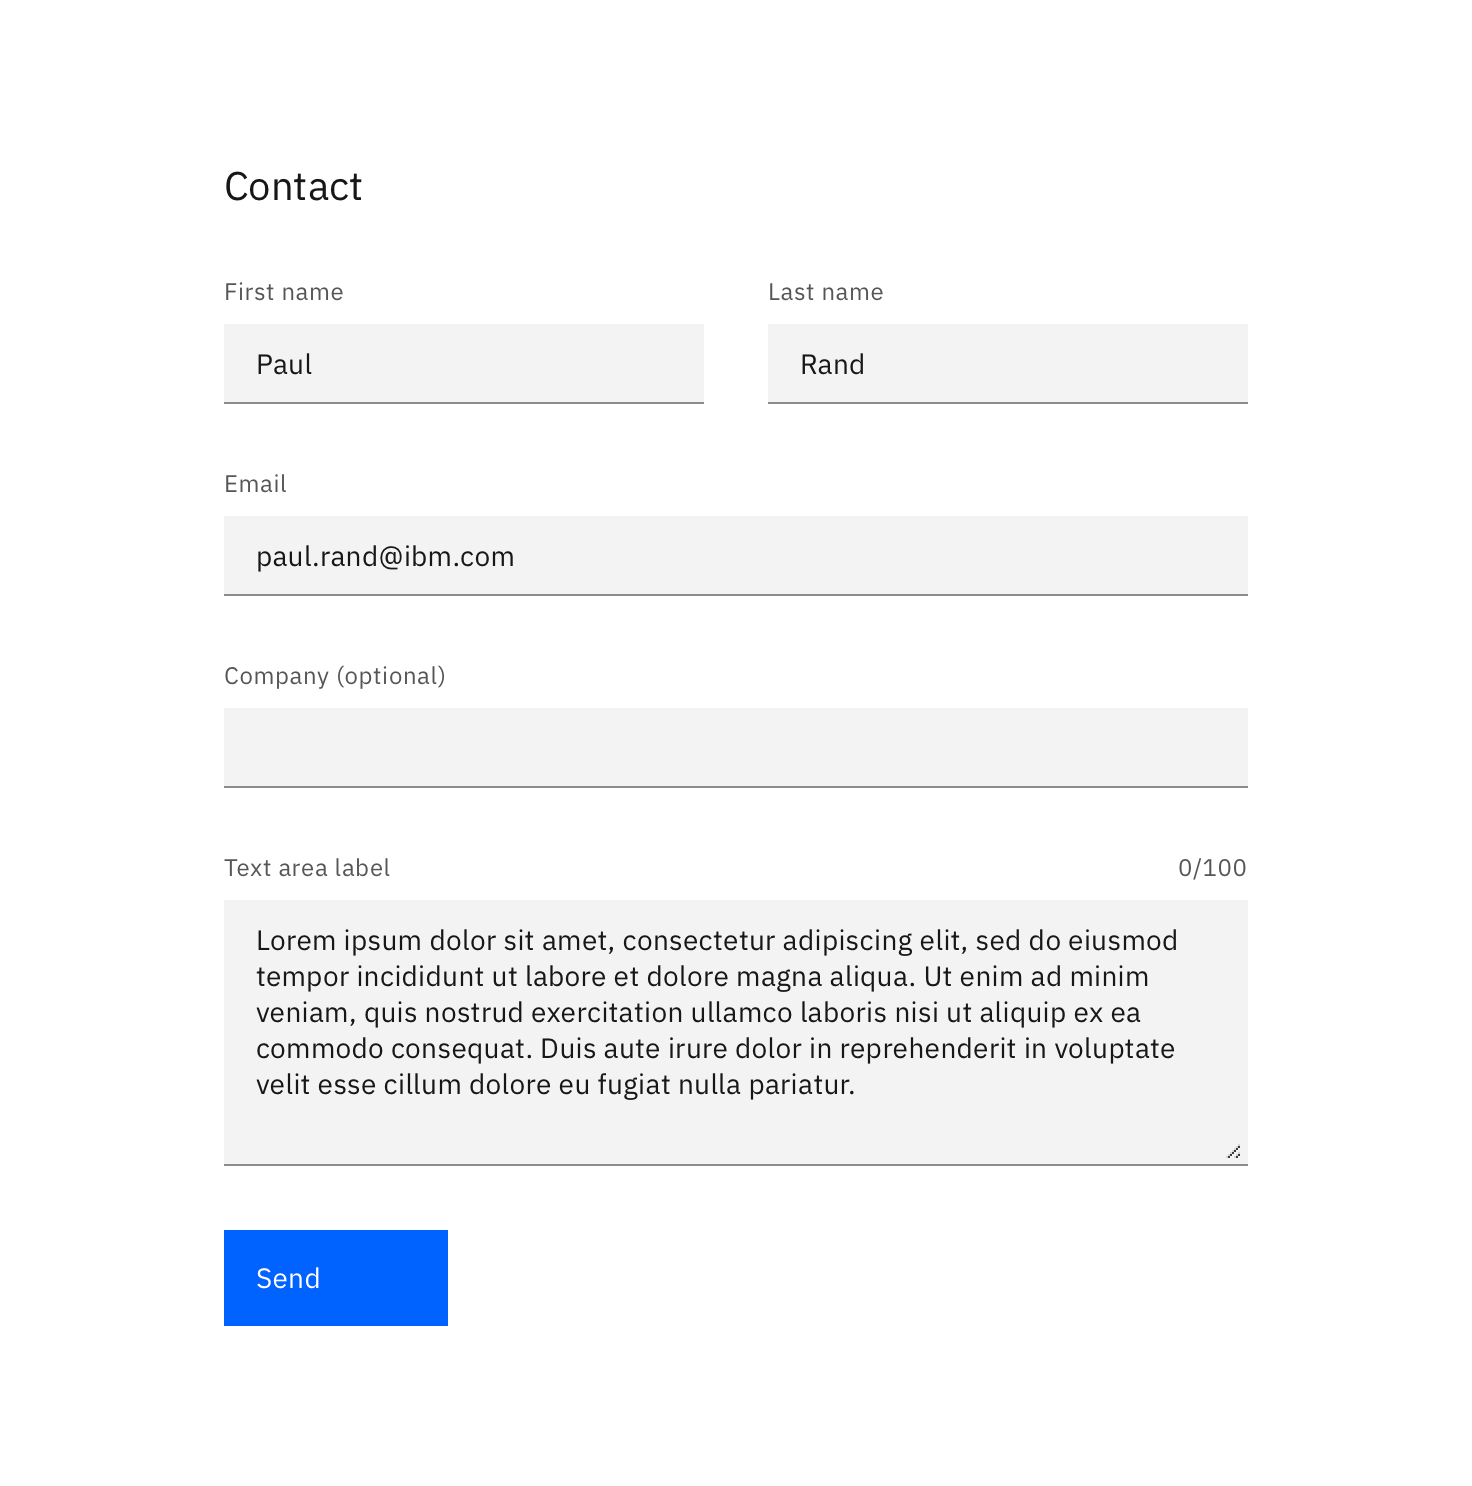 Contact
First name
Last name
Paul
Rand
Email
paul.rand@ibm.com
Company (optional)
Text area label
0/100
Lorem ipsum dolor sit amet, consectetur adipiscing elit, sed do eiusmod
tempor incididunt ut labore et dolore magna aliqua. Ut enim ad minim
veniam, quis nostrud exercitation ullamco laboris nisi ut aliquip ex ea
commodo consequat. Duis aute irure dolor in reprehenderit in voluptate
velit esse cillum dolore eu fugiat nulla pariatur.
Send